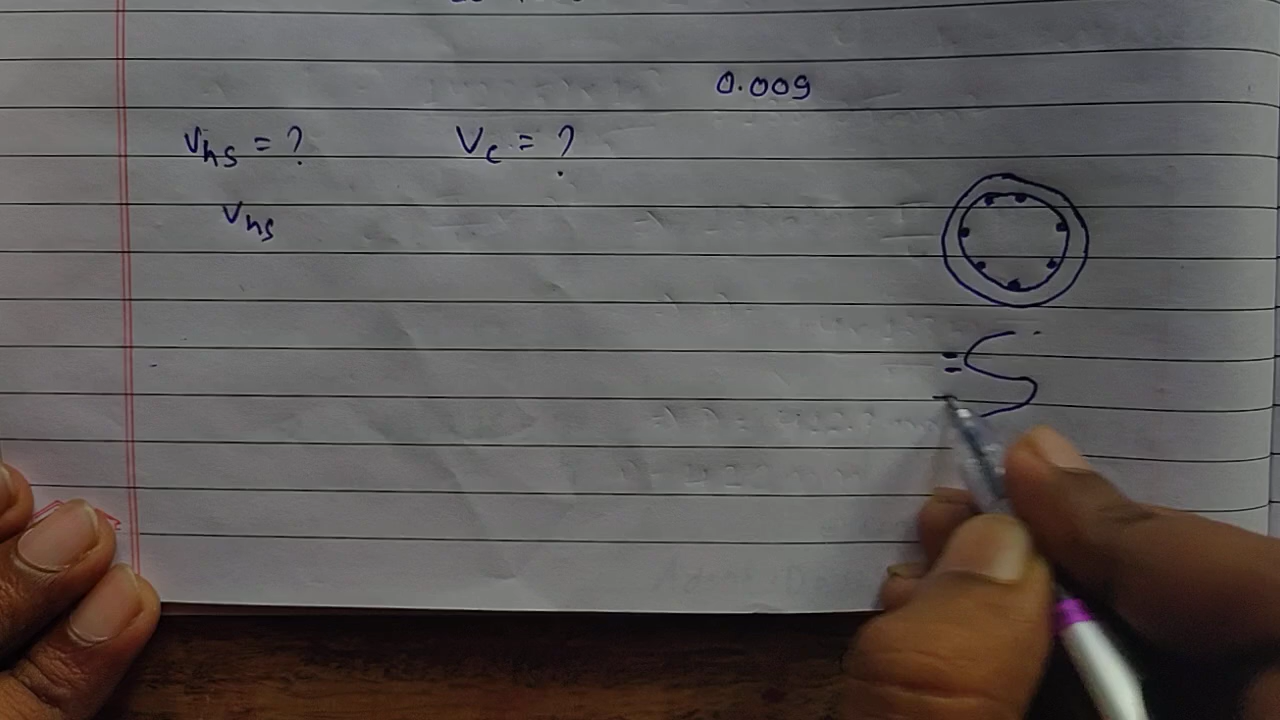 0.009
Vhs = ? Vc = ?
Vhs